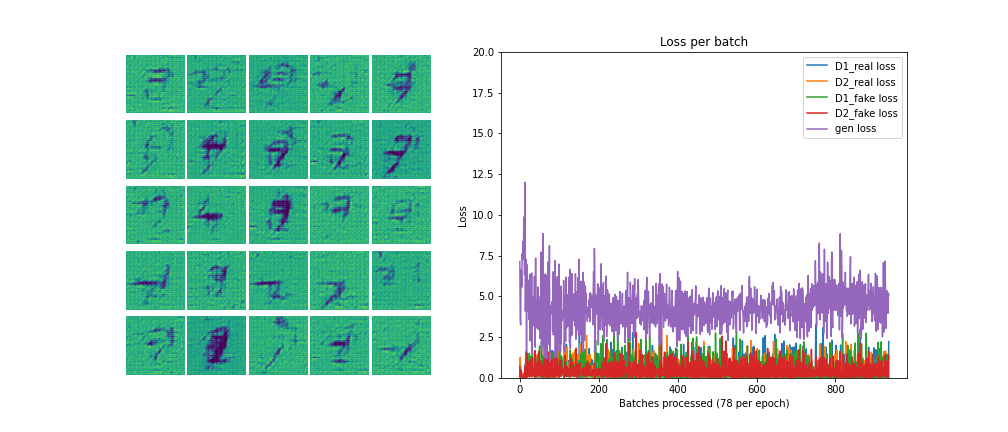 Loss per batch
20.0
17.5
15.0
12.5
10.0
7.5
5.0
2.5
0.0
Loss
D1_real loss
D2_real loss
D1_fake loss
D2_fake loss
gen loss
0 200 400 600 800
Batches processed (78 per epoch)